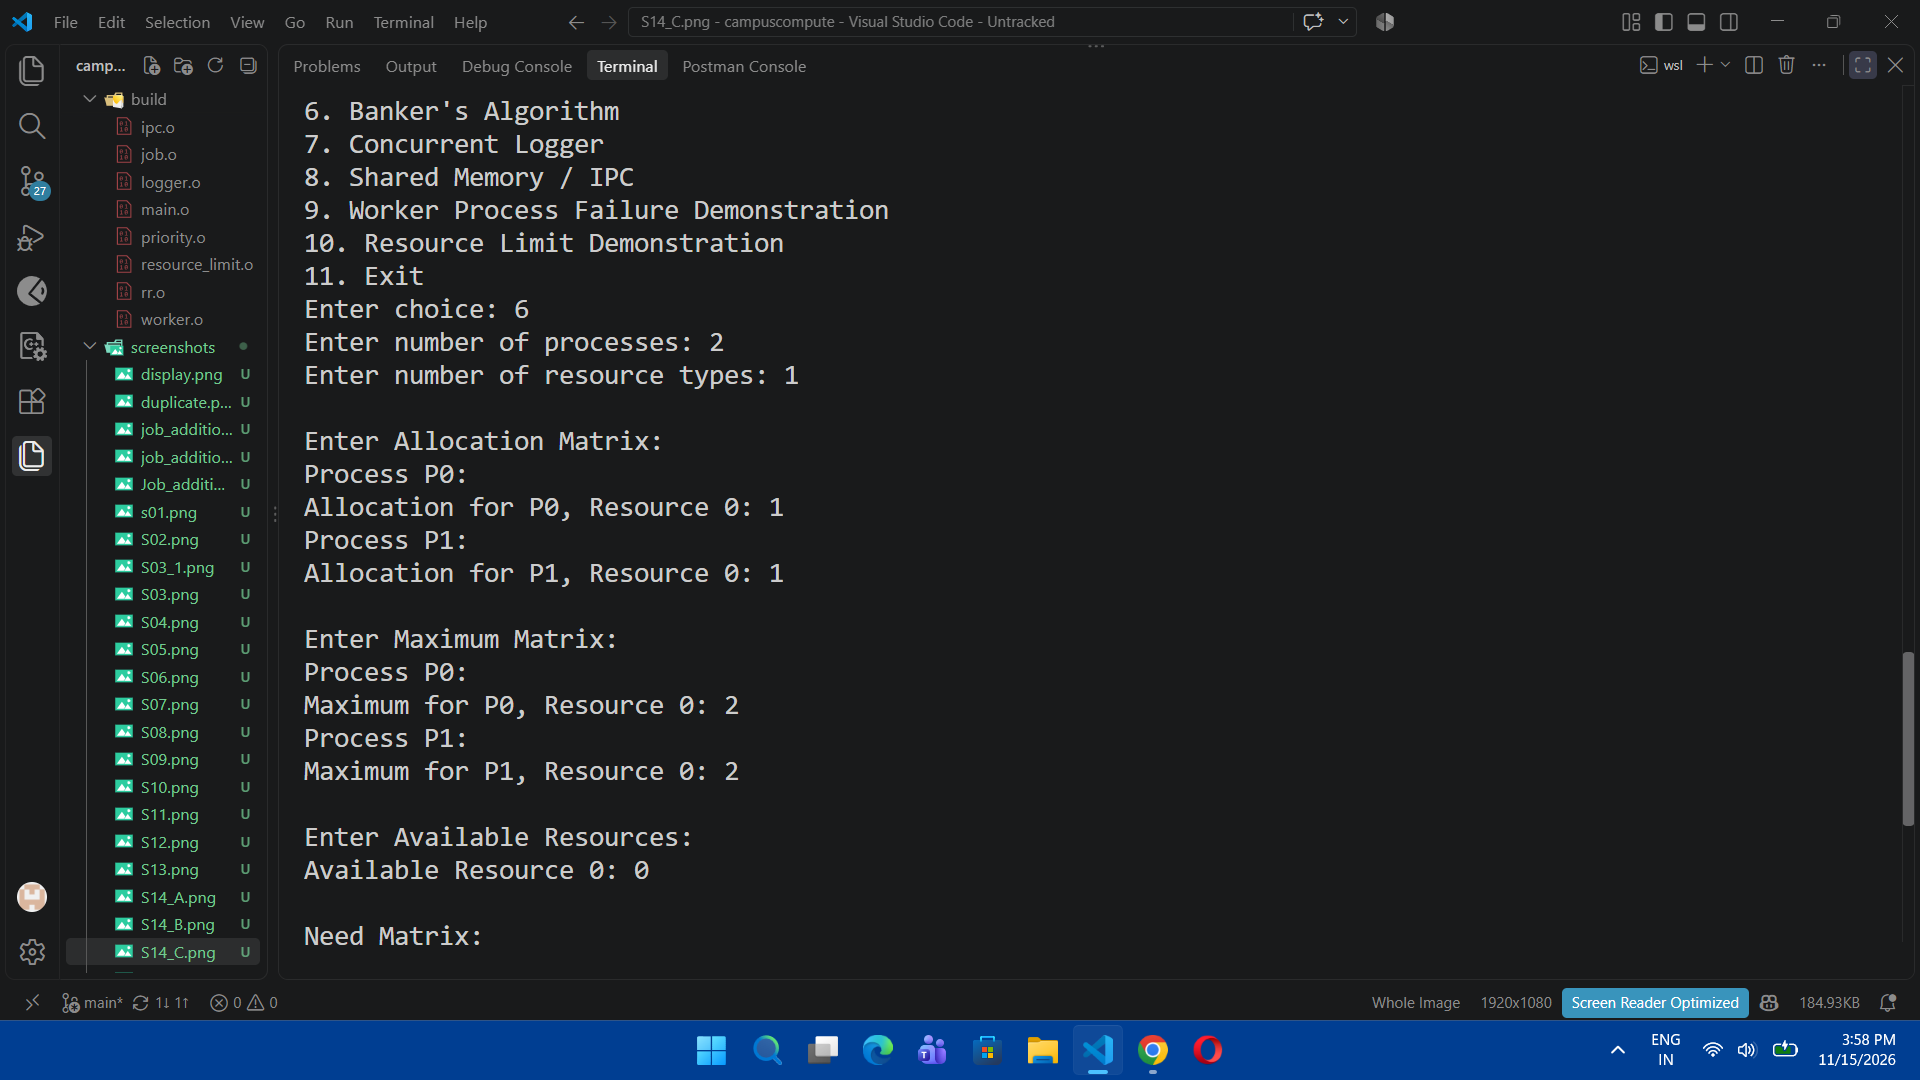 File Edit Selection View Go Run Terminal Help
S14_C.png - campuscompute - Visual Studio Code - Untracked
camp...
build
ipc.o
job.o
logger.o
main.o
priority.o
resource_limit.o
rr.o
worker.o
screenshots
display.png U
duplicate.p... U
job_additio... U
job_additio... U
Job_additi... U
s01.png U
S02.png U
S03_1.png U
S03.png U
S04.png U
S05.png U
S06.png U
S07.png U
S08.png U
S09.png U
S10.png U
S11.png U
S12.png U
S13.png U
S14_A.png U
S14_B.png U
S14_C.png U
27
Problems Output Debug Console Terminal Postman Console
wsl
6. Banker's Algorithm
7. Concurrent Logger
8. Shared Memory / IPC
9. Worker Process Failure Demonstration
10. Resource Limit Demonstration
11. Exit
Enter choice: 6
Enter number of processes: 2
Enter number of resource types: 1
Enter Allocation Matrix:
Process P0:
Allocation for P0, Resource 0: 1
Process P1:
Allocation for P1, Resource 0: 1
Enter Maximum Matrix:
Process P0:
Maximum for P0, Resource 0: 2
Process P1:
Maximum for P1, Resource 0: 2
Enter Available Resources:
Available Resource 0: 0
Need Matrix:
main* 1↓ 1↑ 0 0
Whole Image 1920x1080 Screen Reader Optimized 184.93KB
ENG
IN
3:58 PM
11/15/2026